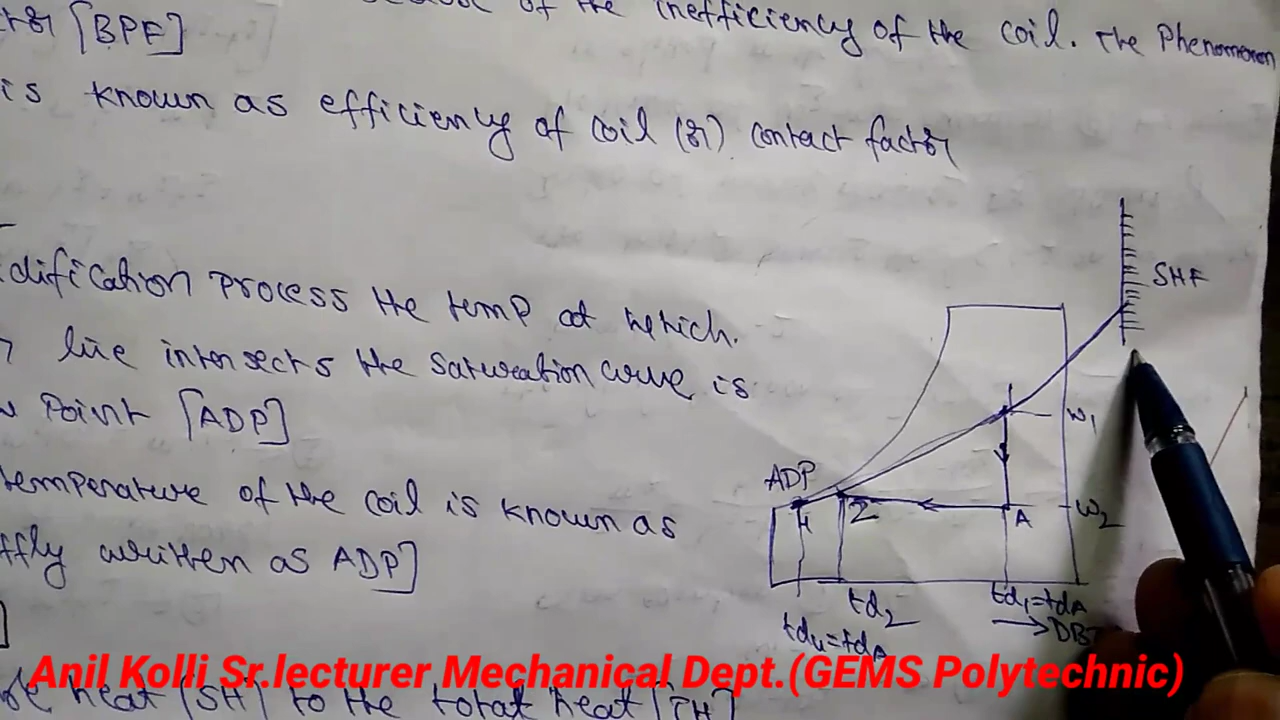 of the inefficiency of the coil. The Phenomenon
[BPF]
is known as efficiency of coil (or) contact factor
dification process the temp at which.
line intersects the saturation curve is
Point [ADP]
temperature of the coil is known as
ffly written as ADP]
]
heat [SH] to the total heat [TH]
SHF
W1
ADP
4
2
A
W2
td2
td1=tdA
td4=tdA
DBT
Anil Kolli Sr.lecturer Mechanical Dept.(GEMS Polytechnic)